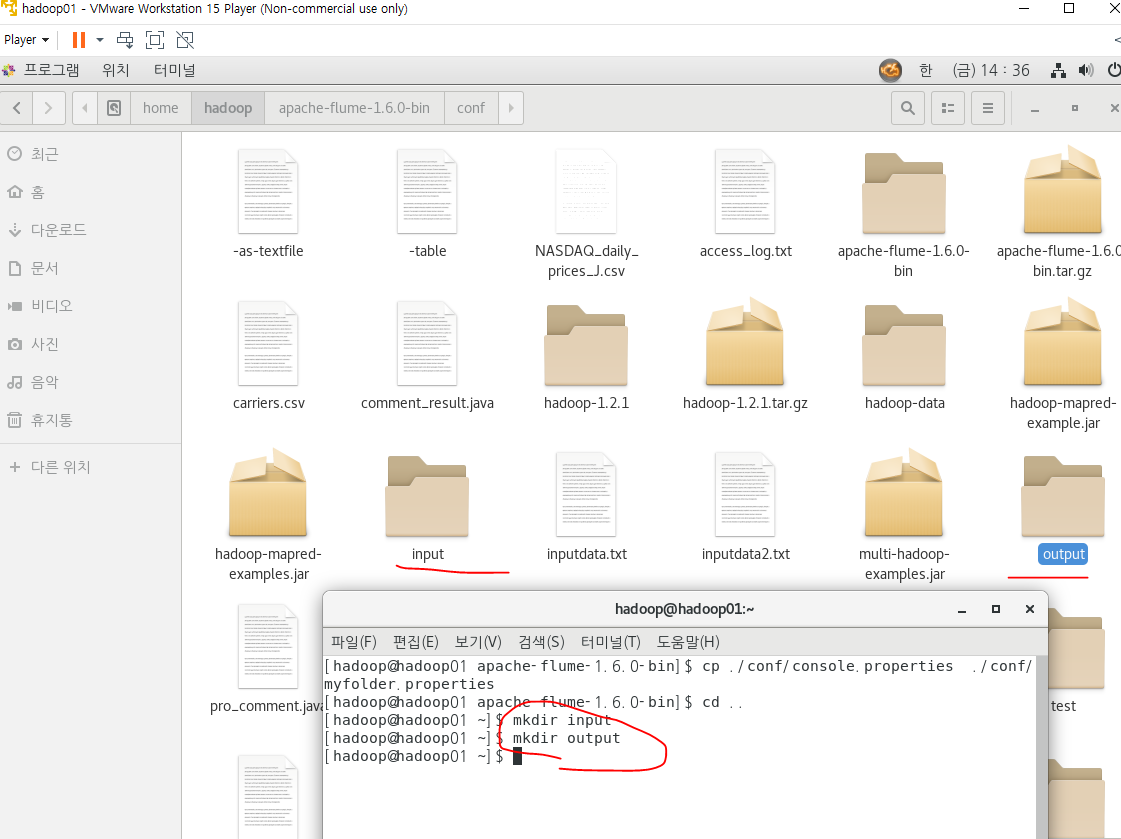 hadoop01 - VMware Workstation 15 Player (Non-commercial use only)
Player
프로그램 위치 터미널 한 (금) 14 : 36
home hadoop apache-flume-1.6.0-bin conf
최근
홈
다운로드
문서
비디오
사진
음악
휴지통
다른 위치
-as-textfile
-table
NASDAQ_daily_
prices_J.csv
access_log.txt
apache-flume-1.6.0-
bin
apache-flume-1.6.0
bin.tar.gz
carriers.csv
comment_result.java
hadoop-1.2.1
hadoop-1.2.1.tar.gz
hadoop-data
hadoop-mapred-
example.jar
hadoop-mapred-
examples.jar
input
inputdata.txt
inputdata2.txt
multi-hadoop-
examples.jar
output
pro_comment.java
test
hadoop@hadoop01:~
파일(F) 편집(E) 보기(V) 검색(S) 터미널(T) 도움말(H)
[hadoop@hadoop01 apache-flume-1.6.0-bin]$ cp ./conf/console.properties ./conf/
myfolder.properties
[hadoop@hadoop01 apache-flume-1.6.0-bin]$ cd ..
[hadoop@hadoop01 ~]$ mkdir input
[hadoop@hadoop01 ~]$ mkdir output
[hadoop@hadoop01 ~]$